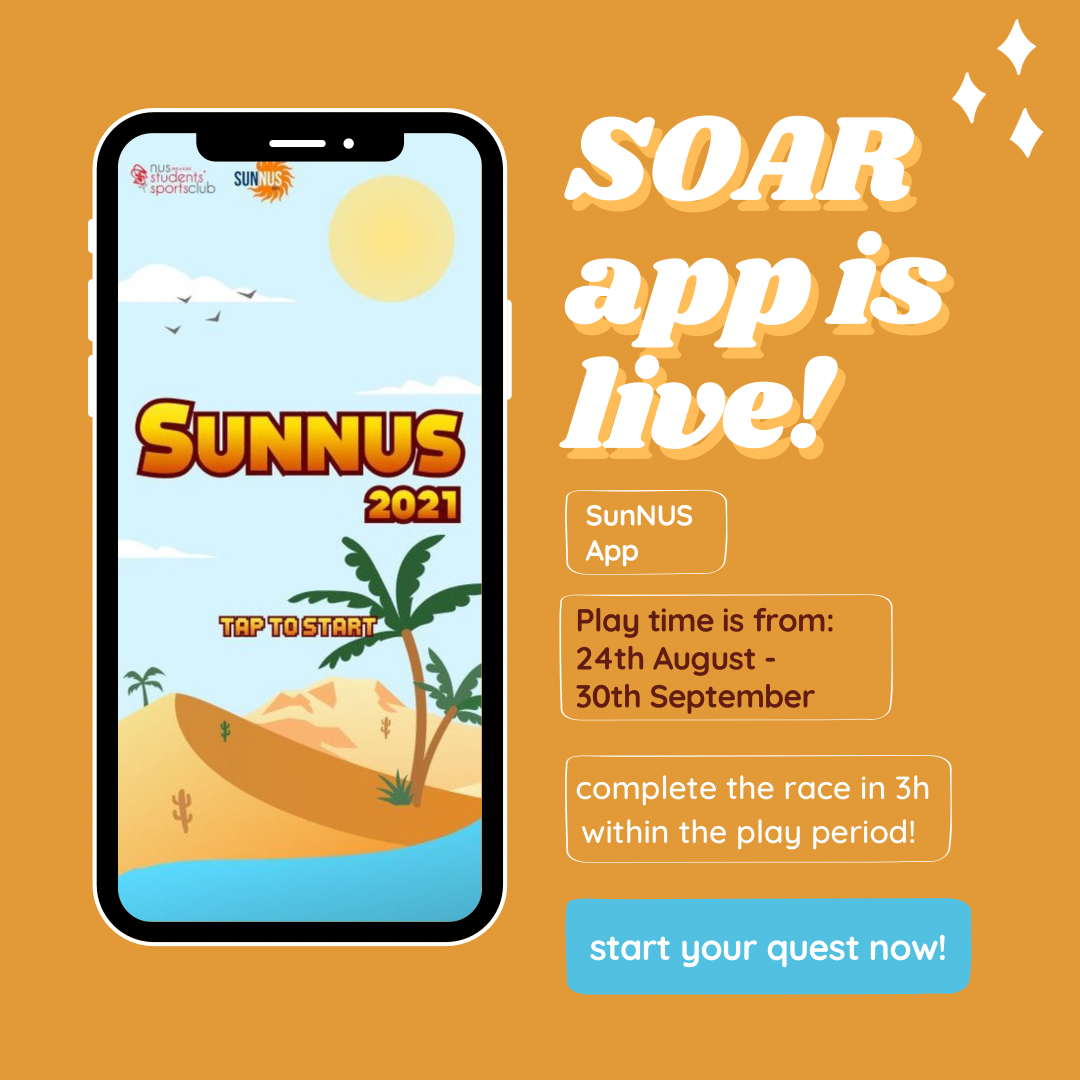 nus
students'
sportsclub
SUNNUS
SUNNUS
2021
TAP TO START
SOAR
app is
live!
SunNUS
App
Play time is from:
24th August -
30th September
complete the race in 3h
within the play period!
start your quest now!